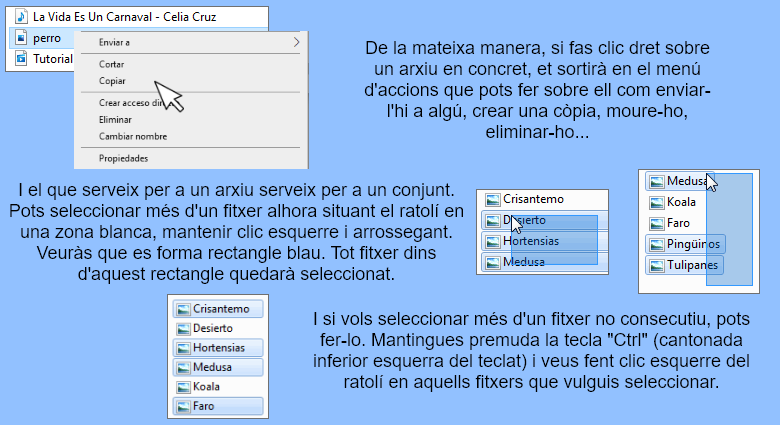 La Vida Es Un Carnaval - Celia Cruz
perro
Tutorial
Enviar a
Cortar
Copiar
Crear acceso dire
Eliminar
Cambiar nombre
Propiedades
De la mateixa manera, si fas clic dret sobre
un arxiu en concret, et sortirà en el menú
d'accions que pots fer sobre ell com enviar-
l'hi a algú, crear una còpia, moure-ho,
eliminar-ho...
I el que serveix per a un arxiu serveix per a un conjunt.
Pots seleccionar més d'un fitxer alhora situant el ratolí en
una zona blanca, mantenir clic esquerre i arrossegant.
Veuràs que es forma rectangle blau. Tot fitxer dins
d'aquest rectangle quedarà seleccionat.
Crisantemo
Desierto
Hortensias
Medusa
Medusa
Koala
Faro
Pingüinos
Tulipanes
Crisantemo
Desierto
Hortensias
Medusa
Koala
Faro
I si vols seleccionar més d'un fitxer no consecutiu, pots
fer-lo. Mantingues premuda la tecla "Ctrl" (cantonada
inferior esquerra del teclat) i veus fent clic esquerre del
ratolí en aquells fitxers que vulguis seleccionar.